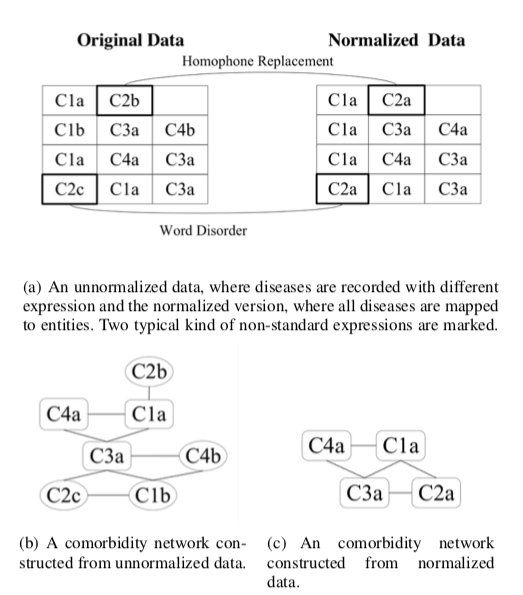 Original Data
Normalized Data
Homophone Replacement
C1a C2b
C1b C3a C4b
C1a C4a C3a
C2c C1a C3a
C1a C2a
C1a C3a C4a
C1a C4a C3a
C2a C1a C3a
Word Disorder
(a) An unnormalized data, where diseases are recorded with different
expression and the normalized version, where all diseases are mapped
to entities. Two typical kind of non-standard expressions are marked.
C2b
C4a C1a
C3a C4b
C2c C1b
C4a C1a
C3a C2a
(b) A comorbidity network con-
structed from unnormalized data.
(c) An comorbidity network
constructed from normalized
data.